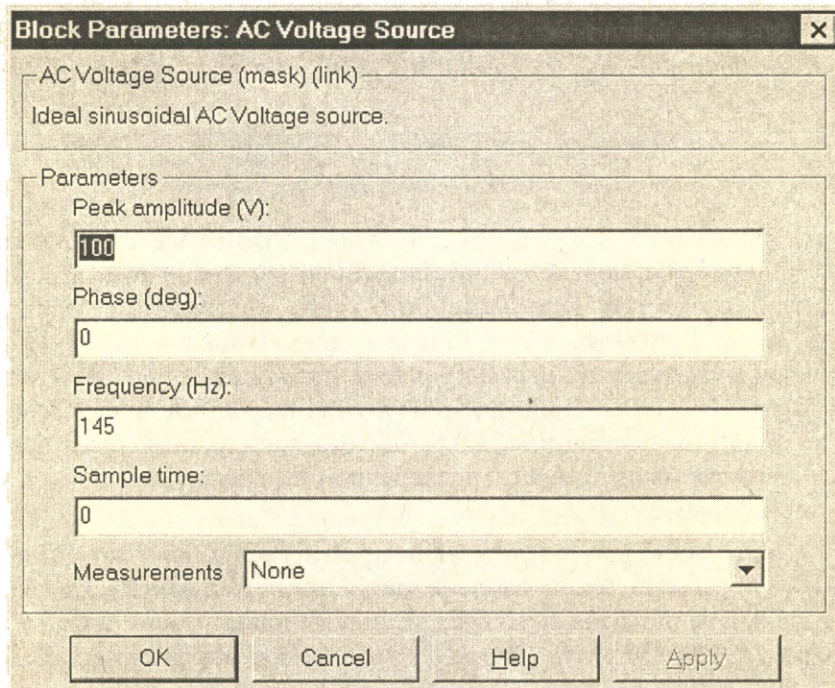 Block Parameters: AC Voltage Source
AC Voltage Source (mask) (link)
Ideal sinusoidal AC Voltage source.
Parameters
Peak amplitude (V):
100
Phase (deg):
0
Frequency (Hz):
145
Sample time:
0
Measurements None
OK Cancel Help Apply